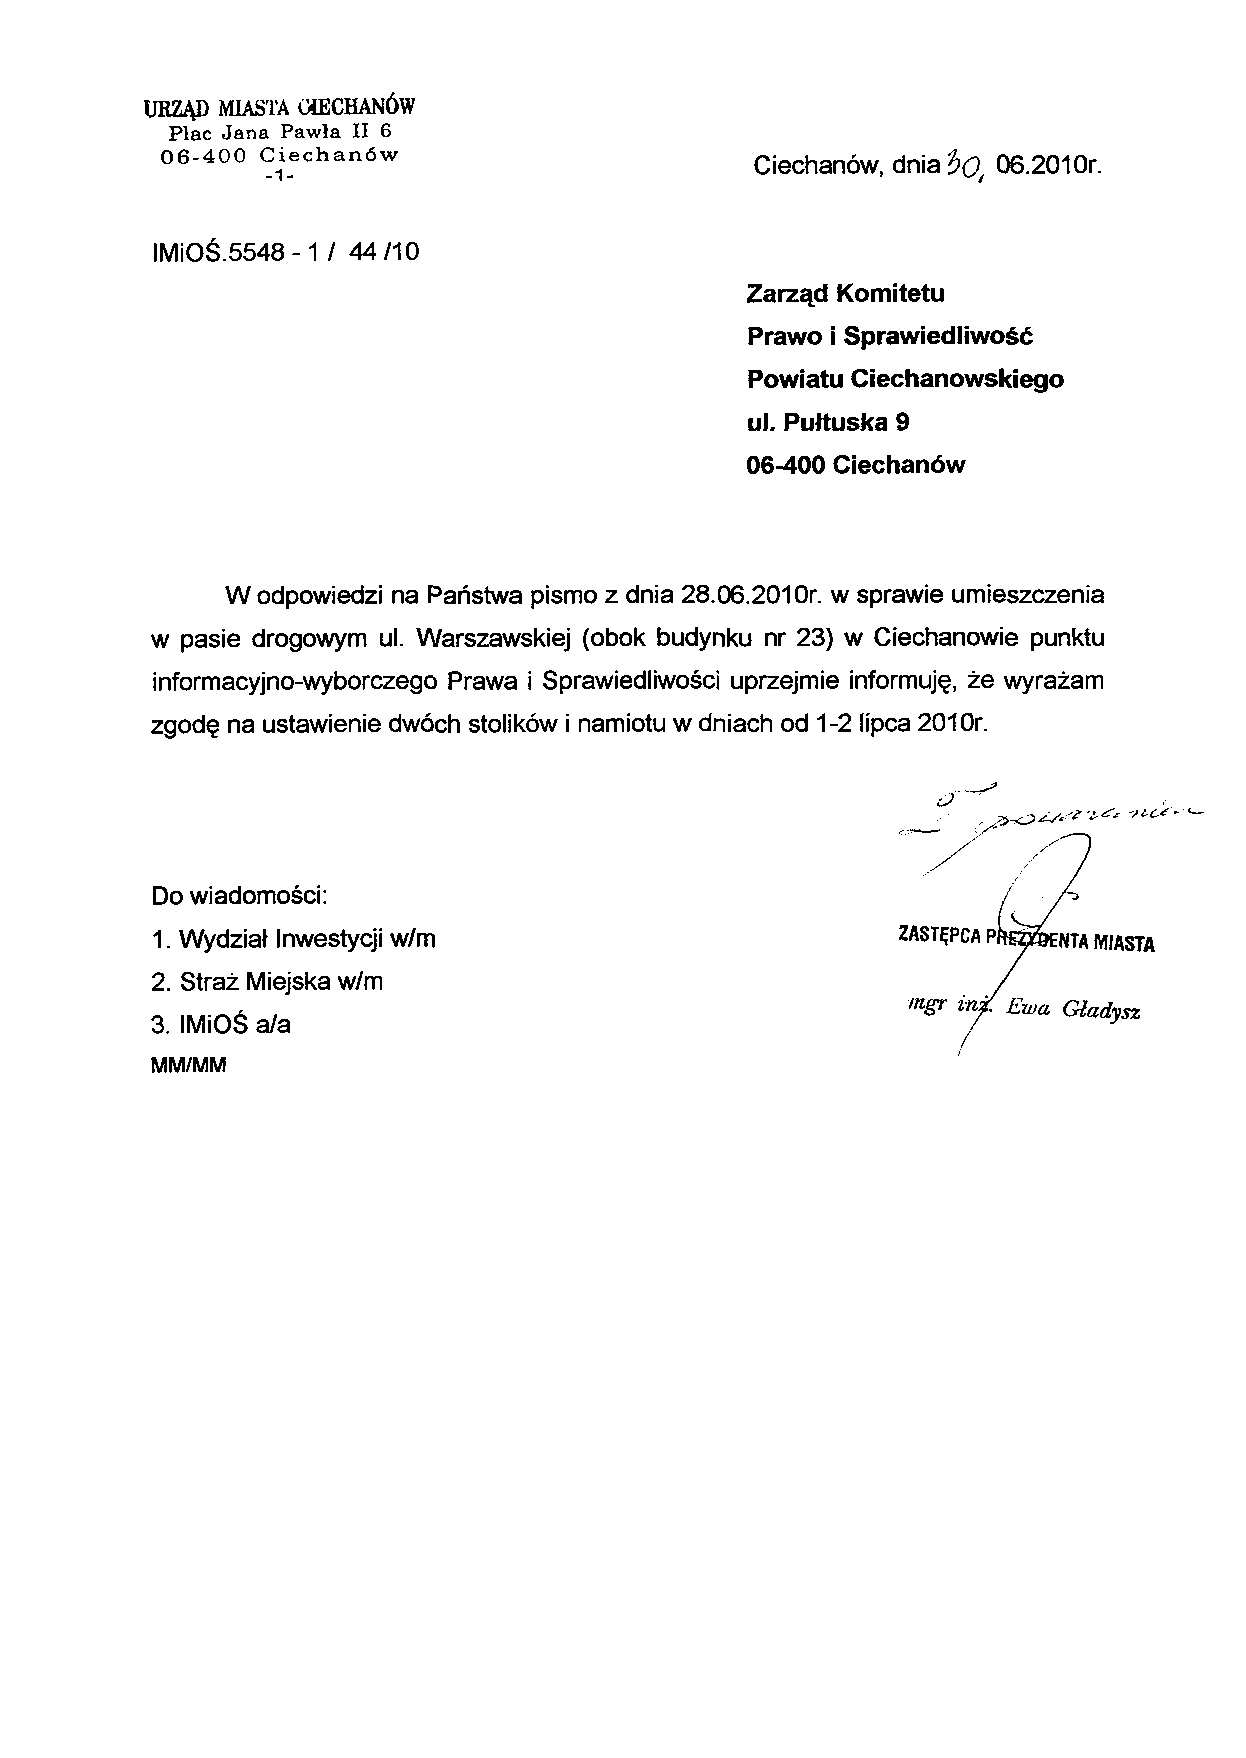 URZĄD MIASTA CIECHANÓW
Plac Jana Pawła II 6
06-400 Ciechanów
-1-
Ciechanów, dnia 30, 06.2010r.
IMiOŚ.5548 - 1 / 44 /10
Zarząd Komitetu
Prawo i Sprawiedliwość
Powiatu Ciechanowskiego
ul. Pułtuska 9
06-400 Ciechanów
W odpowiedzi na Państwa pismo z dnia 28.06.2010r. w sprawie umieszczenia
w pasie drogowym ul. Warszawskiej (obok budynku nr 23) w Ciechanowie punktu
informacyjno-wyborczego Prawa i Sprawiedliwości uprzejmie informuję, że wyrażam
zgodę na ustawienie dwóch stolików i namiotu w dniach od 1-2 lipca 2010r.
Z poważaniem
Do wiadomości:
1. Wydział Inwestycji w/m
2. Straż Miejska w/m
3. IMiOŚ a/a
MM/MM
ZASTĘPCA PREZYDENTA MIASTA
mgr inż. Ewa Gładysz